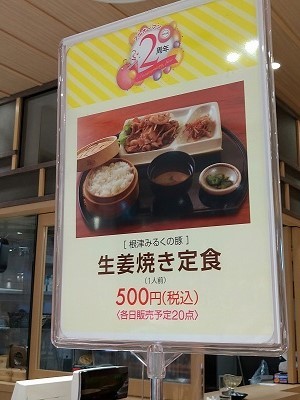 2
周年
[根津みるくの豚]
生姜焼き定食
(1人前)
500円(税込)
〈各日販売予定20点〉